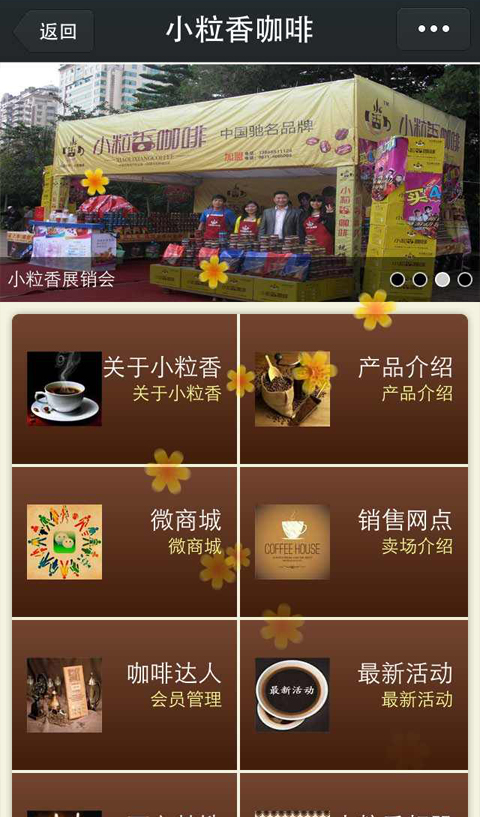 返回
小粒香咖啡
小粒香咖啡
中国驰名品牌
XIAOLIXIANGCOFFEE
加盟
买
小粒香展销会
关于小粒香
关于小粒香
产品介绍
产品介绍
微商城
微商城
COFFEE HOUSE
销售网点
卖场介绍
咖啡达人
会员管理
最新活动
最新活动
最新活动